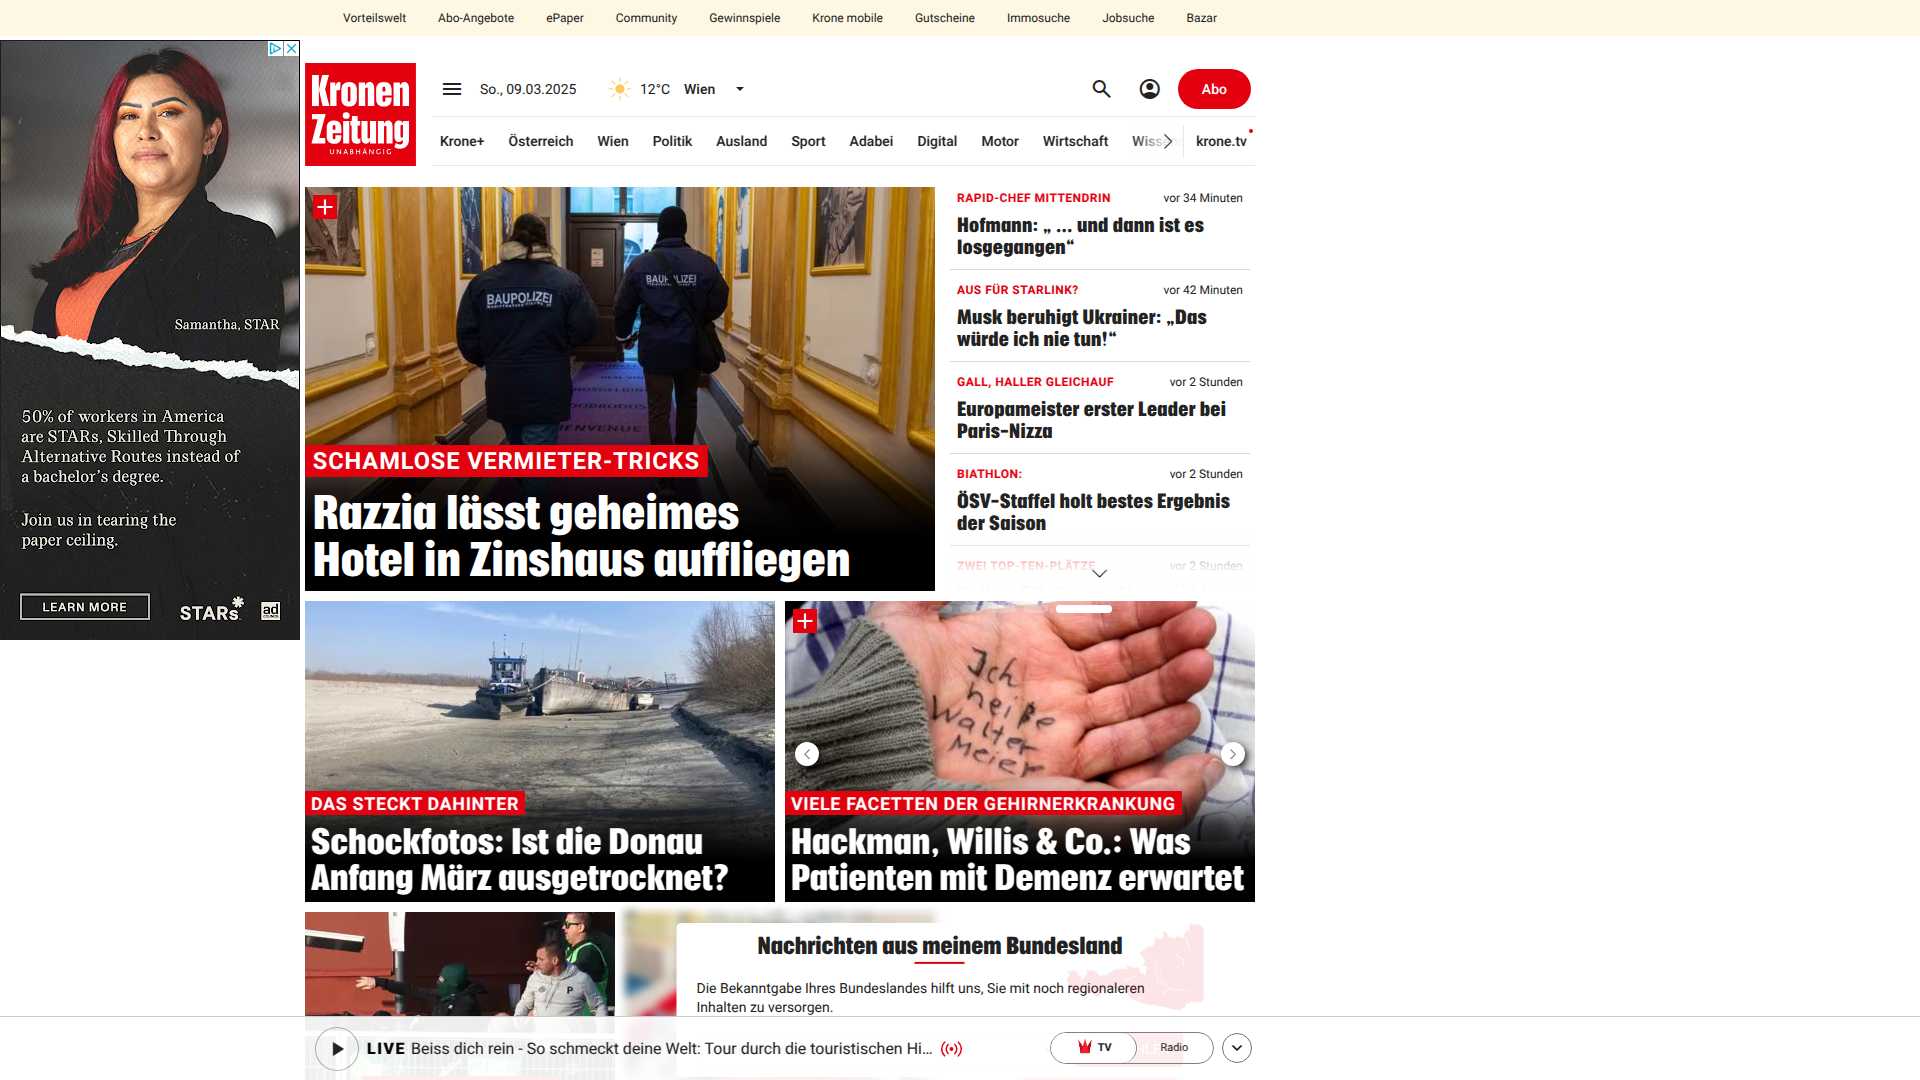 Vorteilswelt
Abo-Angebote
ePaper
Community
Gewinnspiele
Krone mobile
Gutscheine
Immosuche
Jobsuche
Bazar
Samantha, STAR
50% of workers in America
are STARs, Skilled Through
Alternative Routes instead of
a bachelor's degree.
Join us in tearing the
paper ceiling.
LEARN MORE
STARs
ad
Kronen
Zeitung
UNABHÄNGIG
So., 09.03.2025
12°C
Wien
Abo
Krone+
Österreich
Wien
Politik
Ausland
Sport
Adabei
Digital
Motor
Wirtschaft
krone.tv
BAUPOLIZEI
SCHAMLOSE VERMIETER-TRICKS
Razzia lässt geheimes
Hotel in Zinshaus auffliegen
RAPID-CHEF MITTENDRIN
vor 34 Minuten
Hofmann: „ ... und dann ist es
losgegangen“
AUS FÜR STARLINK?
vor 42 Minuten
Musk beruhigt Ukrainer: „Das
würde ich nie tun!“
GALL, HALLER GLEICHAUF
vor 2 Stunden
Europameister erster Leader bei
Paris-Nizza
BIATHLON:
vor 2 Stunden
ÖSV-Staffel holt bestes Ergebnis
der Saison
ZWEI TOP-TEN-PLÄTZE
vor 2 Stunden
DAS STECKT DAHINTER
Schockfotos: Ist die Donau
Anfang März ausgetrocknet?
Ich
heiße
Walter
Meier
VIELE FACETTEN DER GEHIRNERKRANKUNG
Hackman, Willis & Co.: Was
Patienten mit Demenz erwartet
Nachrichten aus meinem Bundesland
Die Bekanntgabe Ihres Bundeslandes hilft uns, Sie mit noch regionaleren
Inhalten zu versorgen.
LIVE Beiss dich rein - So schmeckt deine Welt: Tour durch die touristischen Hi...
TV
Radio